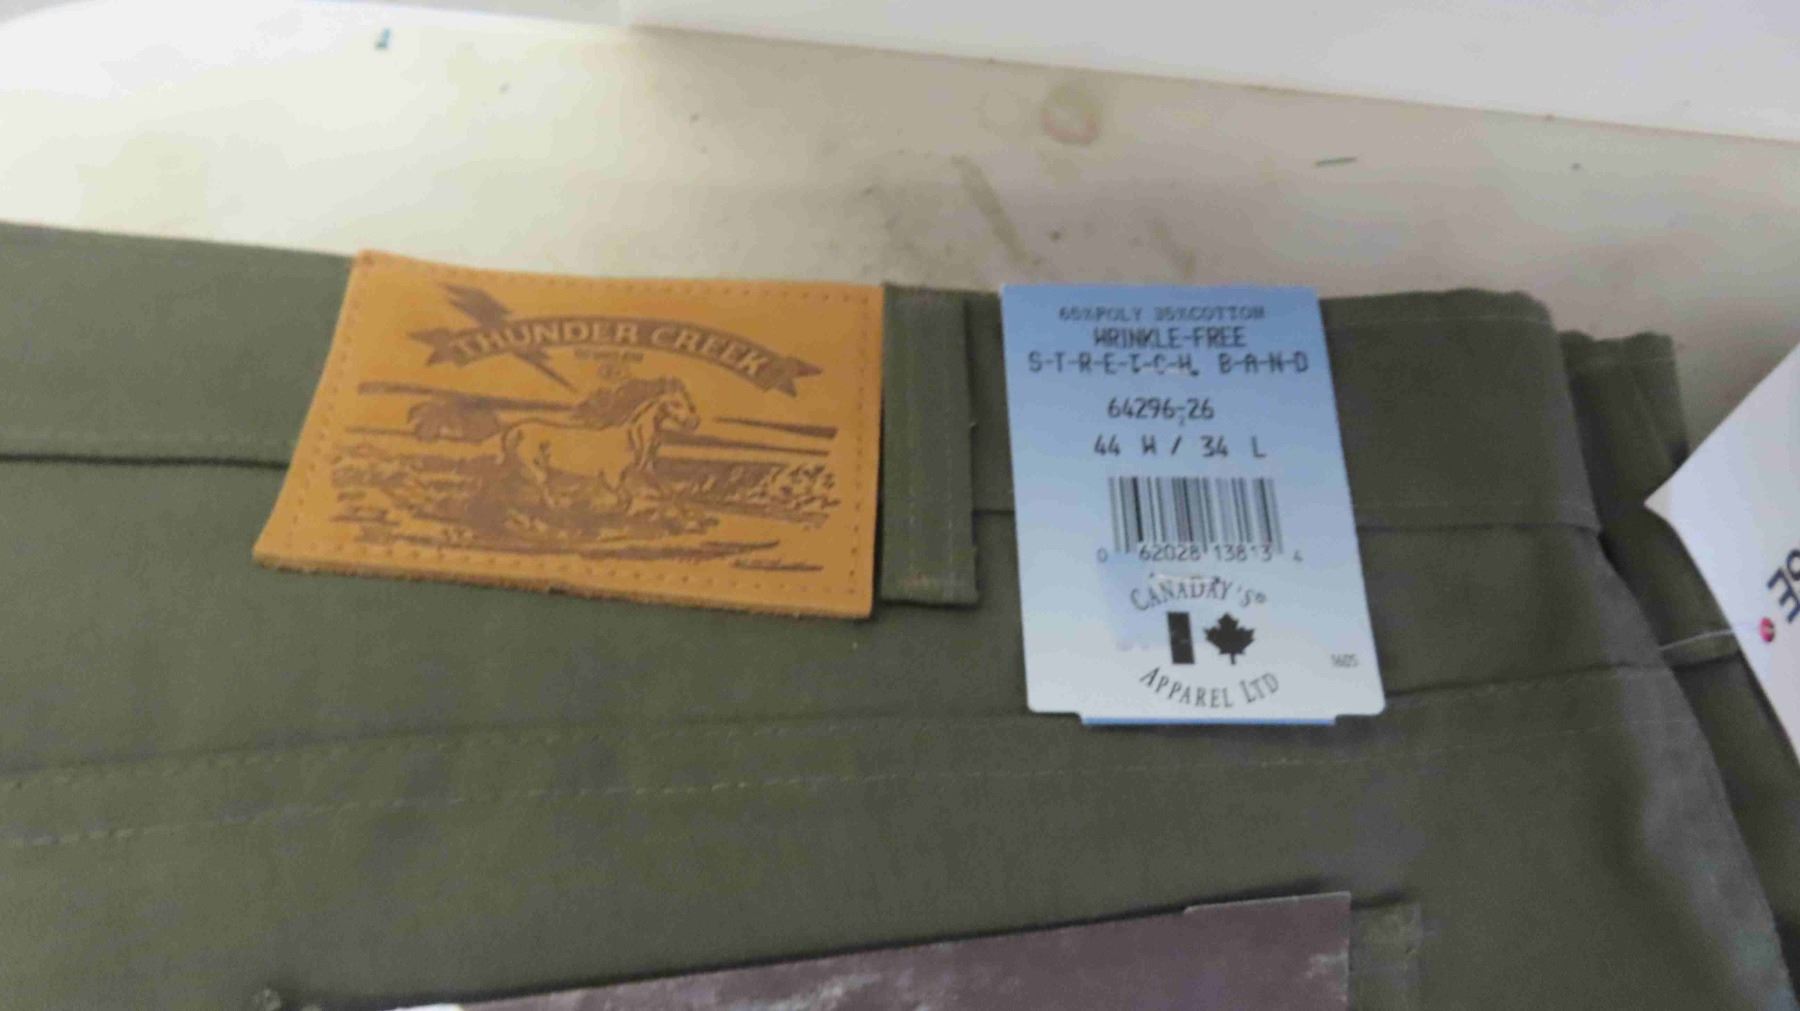 THUNDER CREEK
65%POLY 35%COTTON
WRINKLE-FREE
S-T-R-E-T-C-H B-A-N-D
64296-26
44 W / 34 L
0 62028 13813 4
CANADAY'S®
APPAREL LTD
1605